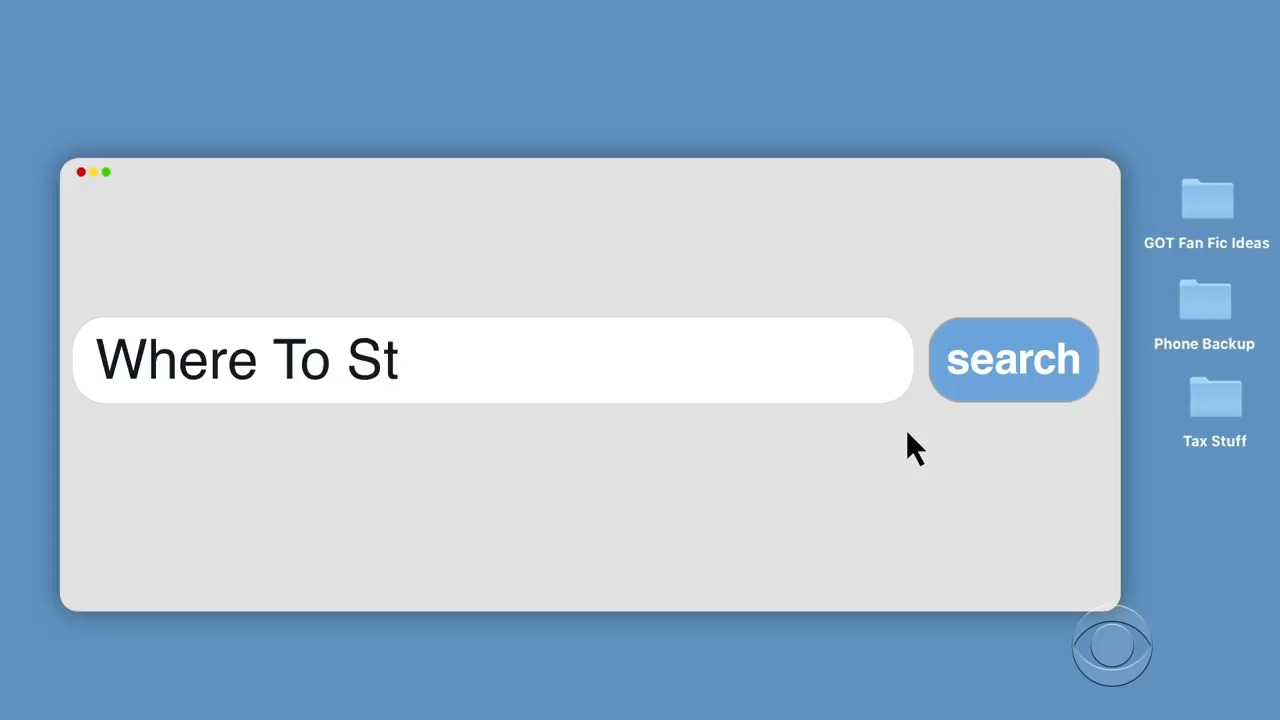 Where To St
search
GOT Fan Fic Ideas
Phone Backup
Tax Stuff